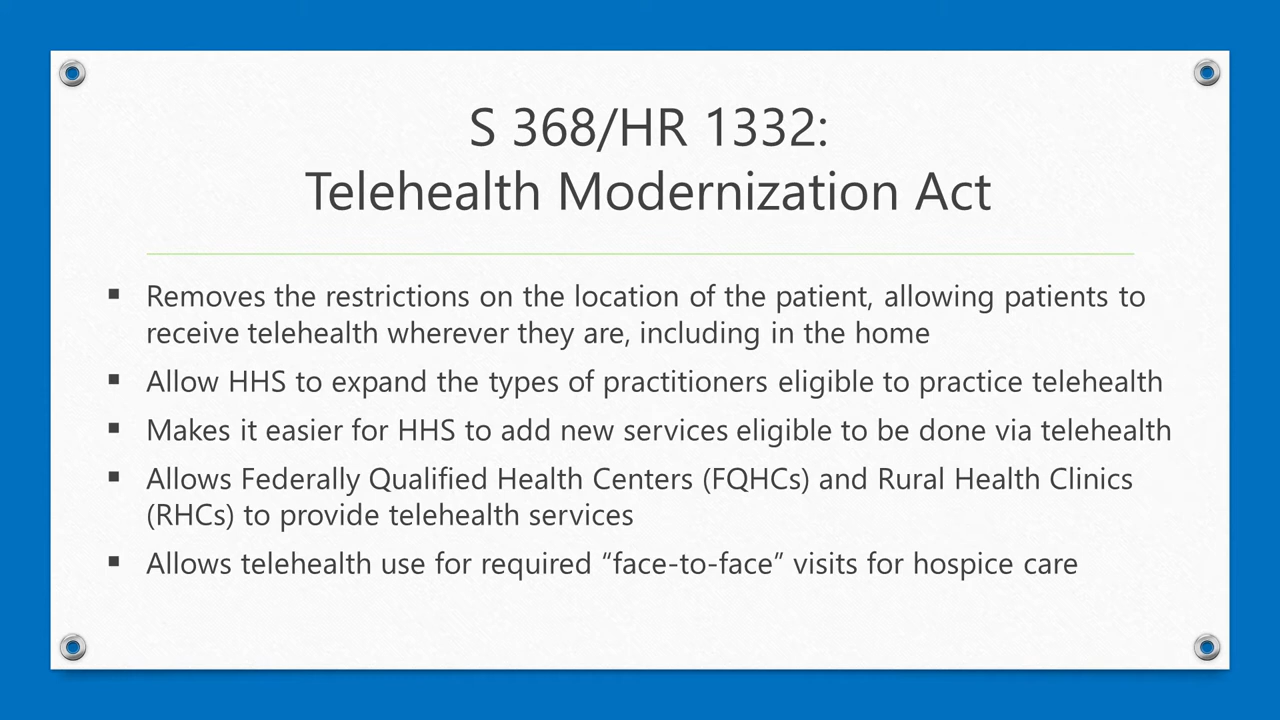 S 368/HR 1332:
Telehealth Modernization Act
▪ Removes the restrictions on the location of the patient, allowing patients to
receive telehealth wherever they are, including in the home
▪ Allow HHS to expand the types of practitioners eligible to practice telehealth
▪ Makes it easier for HHS to add new services eligible to be done via telehealth
▪ Allows Federally Qualified Health Centers (FQHCs) and Rural Health Clinics
(RHCs) to provide telehealth services
▪ Allows telehealth use for required “face-to-face” visits for hospice care